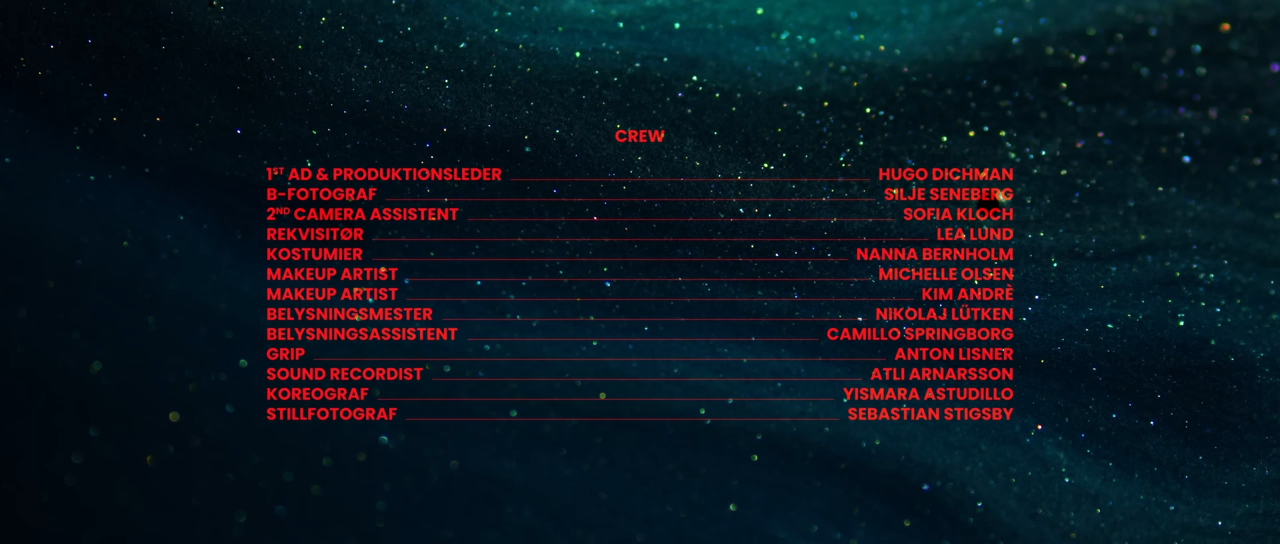 CREW
1ST AD & PRODUKTIONSLEDER HUGO DICHMAN
B-FOTOGRAF SILJE SENEBERG
2ND CAMERA ASSISTENT SOFIA KLOCH
REKVISITØR LEA LUND
KOSTUMIER NANNA BERNHOLM
MAKEUP ARTIST MICHELLE OLSEN
MAKEUP ARTIST KIM ANDRÈ
BELYSNINGSMESTER NIKOLAJ LÜTKEN
BELYSNINGSASSISTENT CAMILLO SPRINGBORG
GRIP ANTON LISNER
SOUND RECORDIST ATLI ARNARSSON
KOREOGRAF YISMARA ASTUDILLO
STILLFOTOGRAF SEBASTIAN STIGSBY